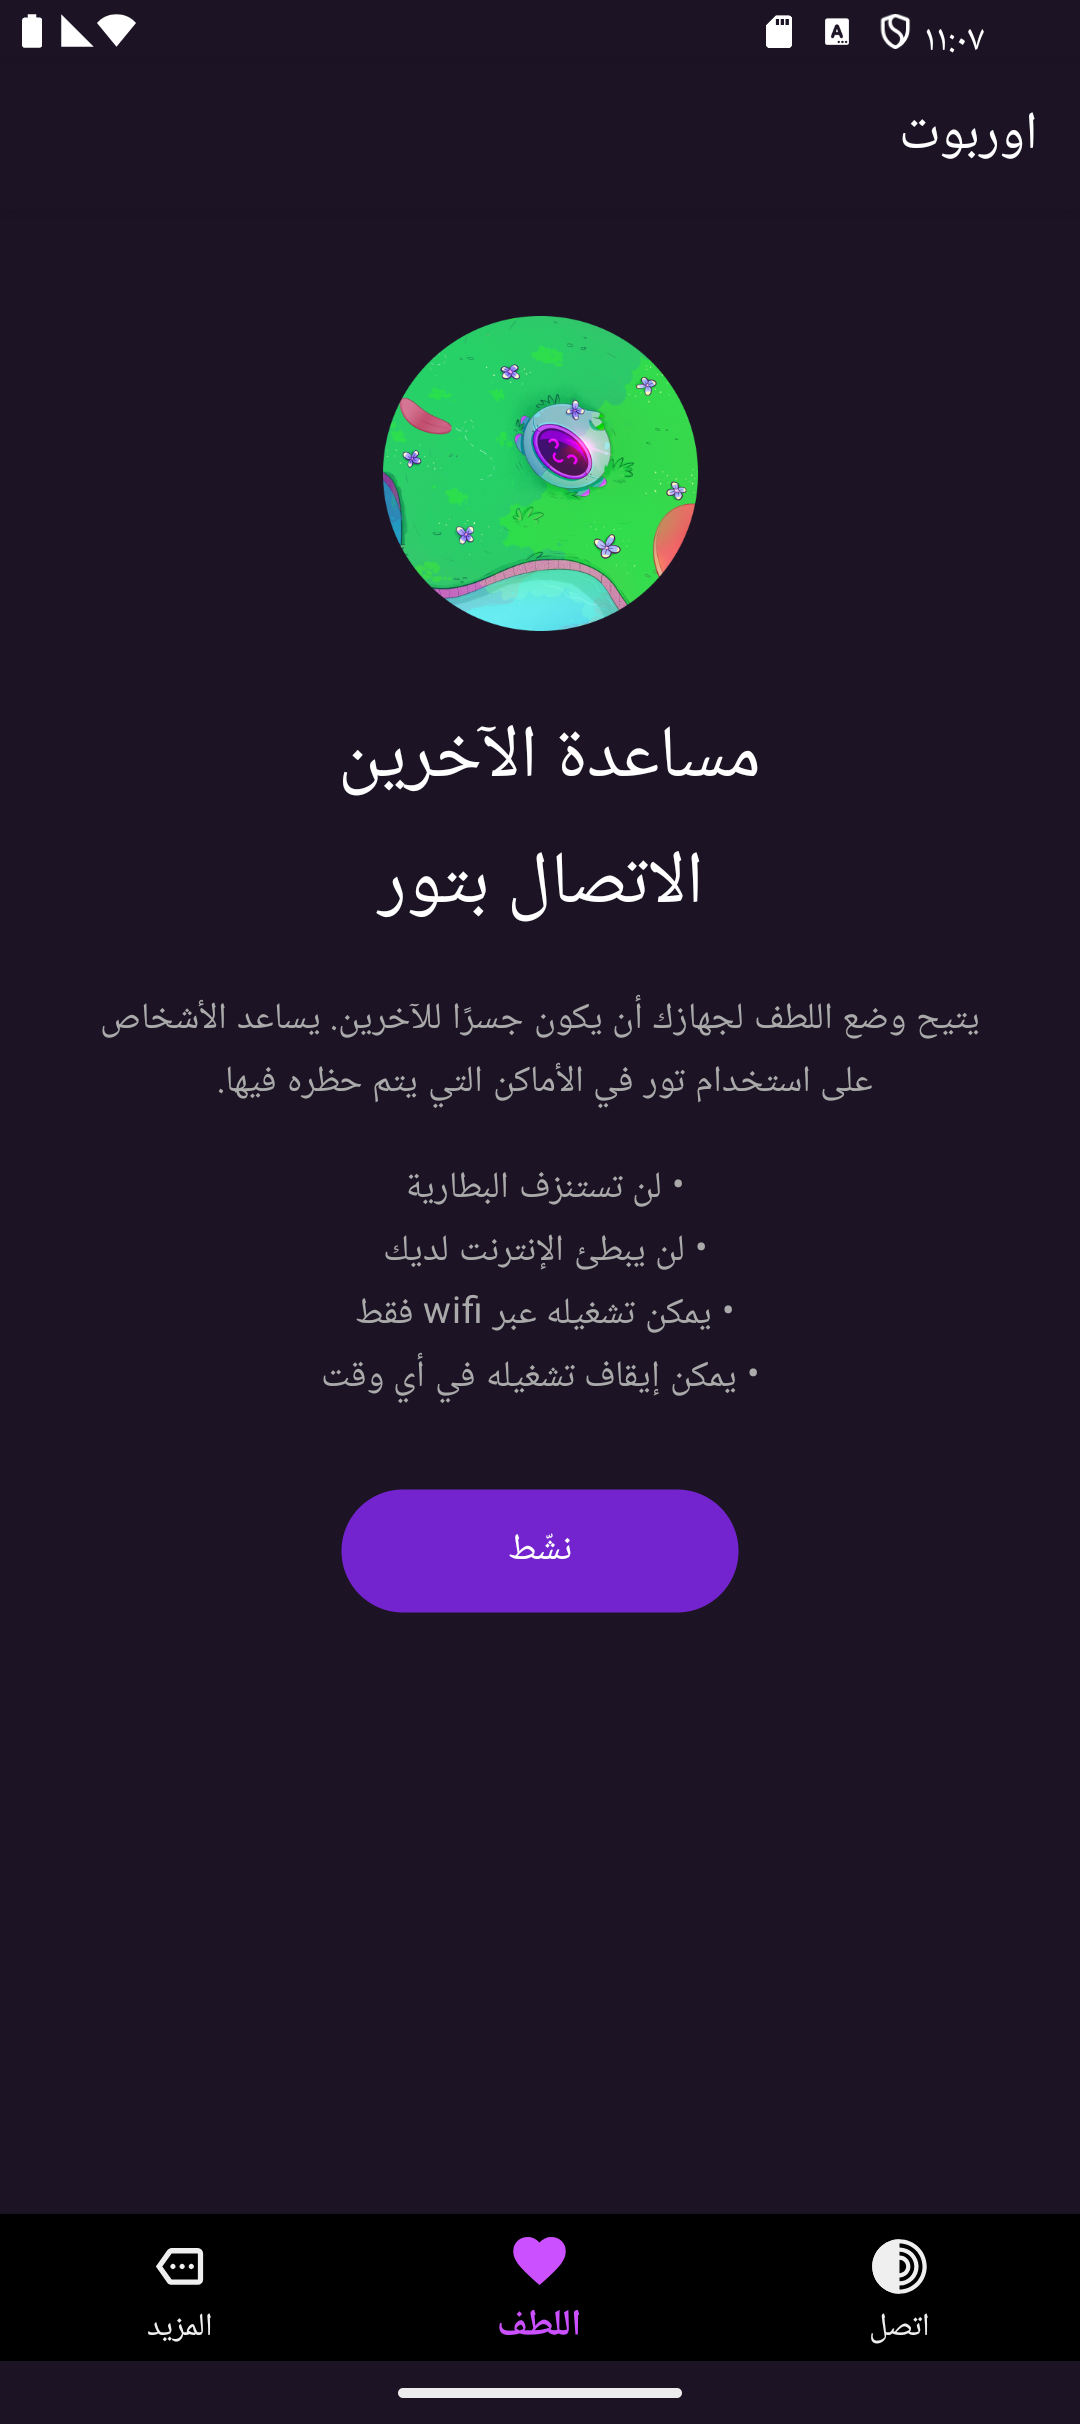 ١١:٠٧
اوربوت
مساعدة الآخرين
الاتصال بتور
يتيح وضع اللطف لجهازك أن يكون جسرًا للآخرين. يساعد الأشخاص
على استخدام تور في الأماكن التي يتم حظره فيها.
• لن تستنزف البطارية
• لن يبطئ الإنترنت لديك
• يمكن تشغيله عبر wifi فقط
• يمكن إيقاف تشغيله في أي وقت
نشّط
اتصل
اللطف
المزيد